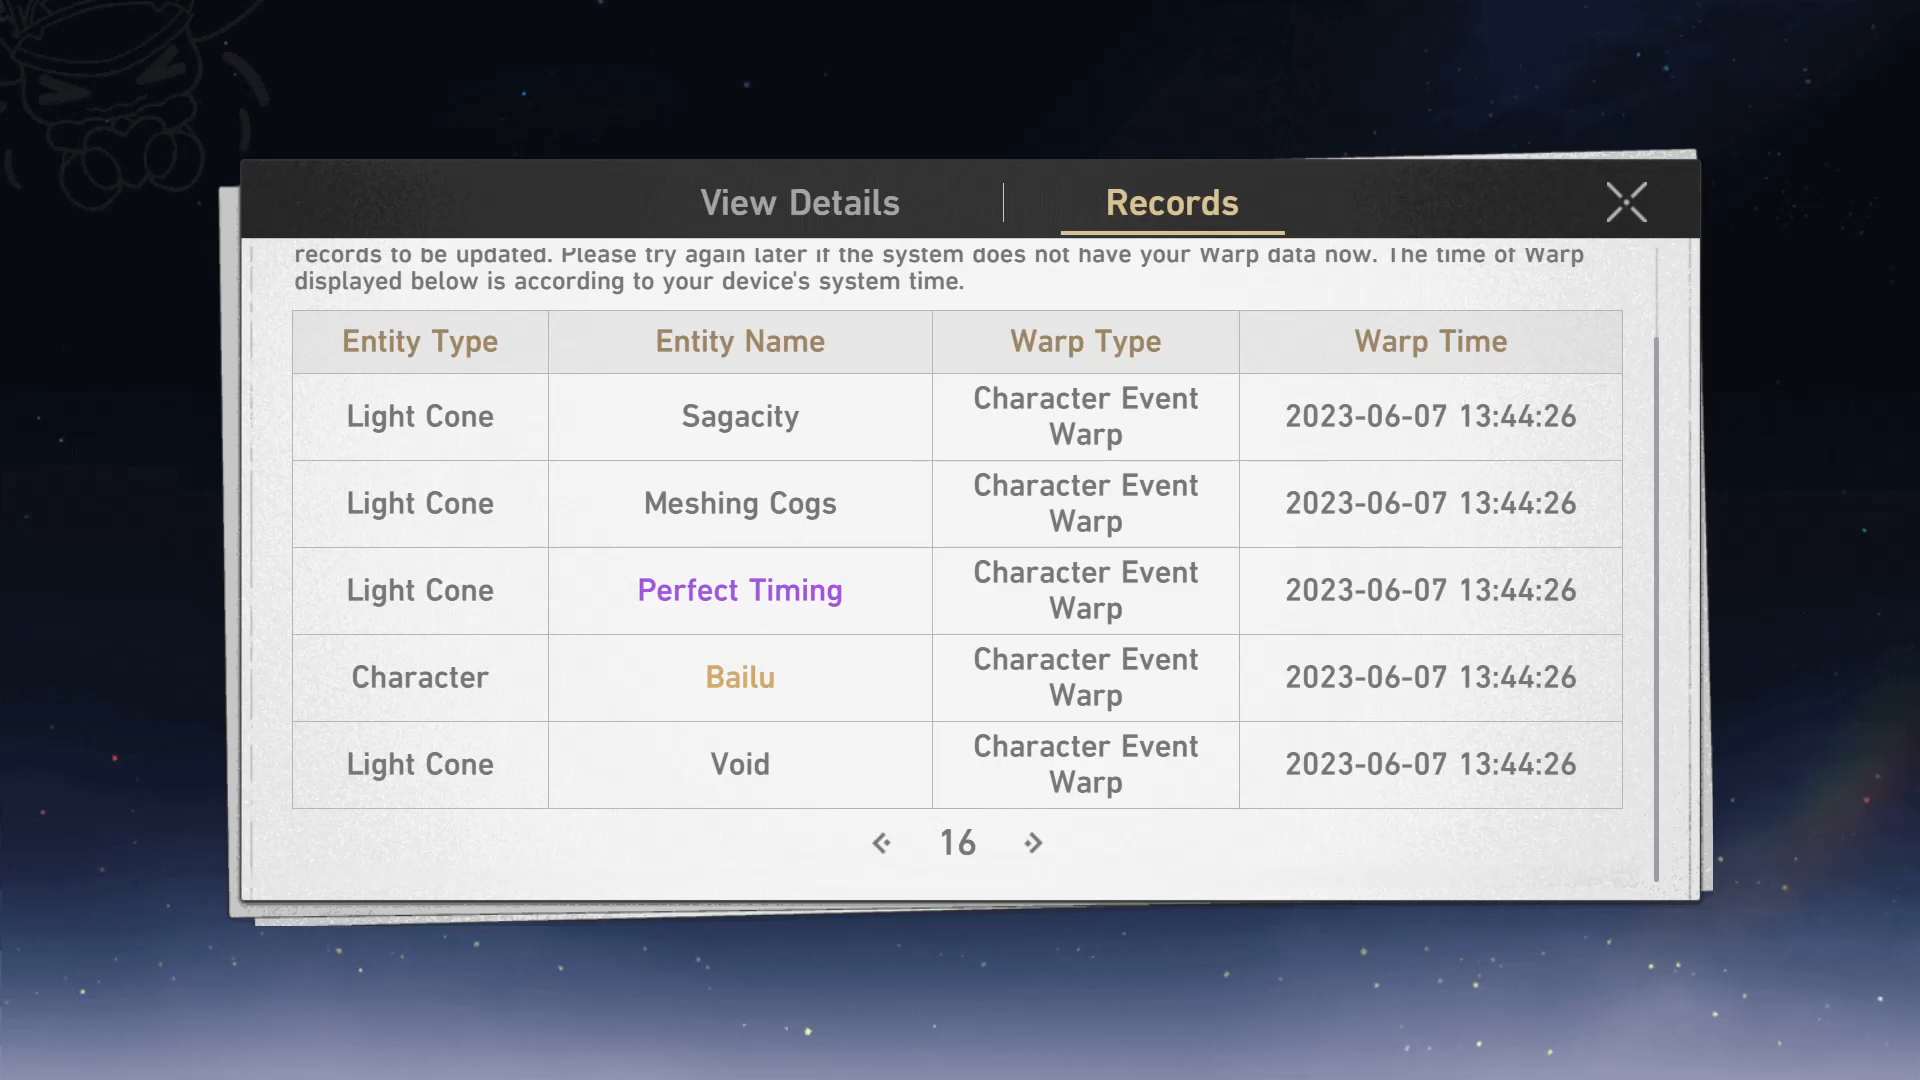 View Details
Records
records to be updated. Please try again later if the system does not have your Warp data now. The time of Warp
displayed below is according to your device's system time.
Entity Type Entity Name Warp Type Warp Time
Light Cone Sagacity Character Event Warp 2023-06-07 13:44:26
Light Cone Meshing Cogs Character Event Warp 2023-06-07 13:44:26
Light Cone Perfect Timing Character Event Warp 2023-06-07 13:44:26
Character Bailu Character Event Warp 2023-06-07 13:44:26
Light Cone Void Character Event Warp 2023-06-07 13:44:26
16